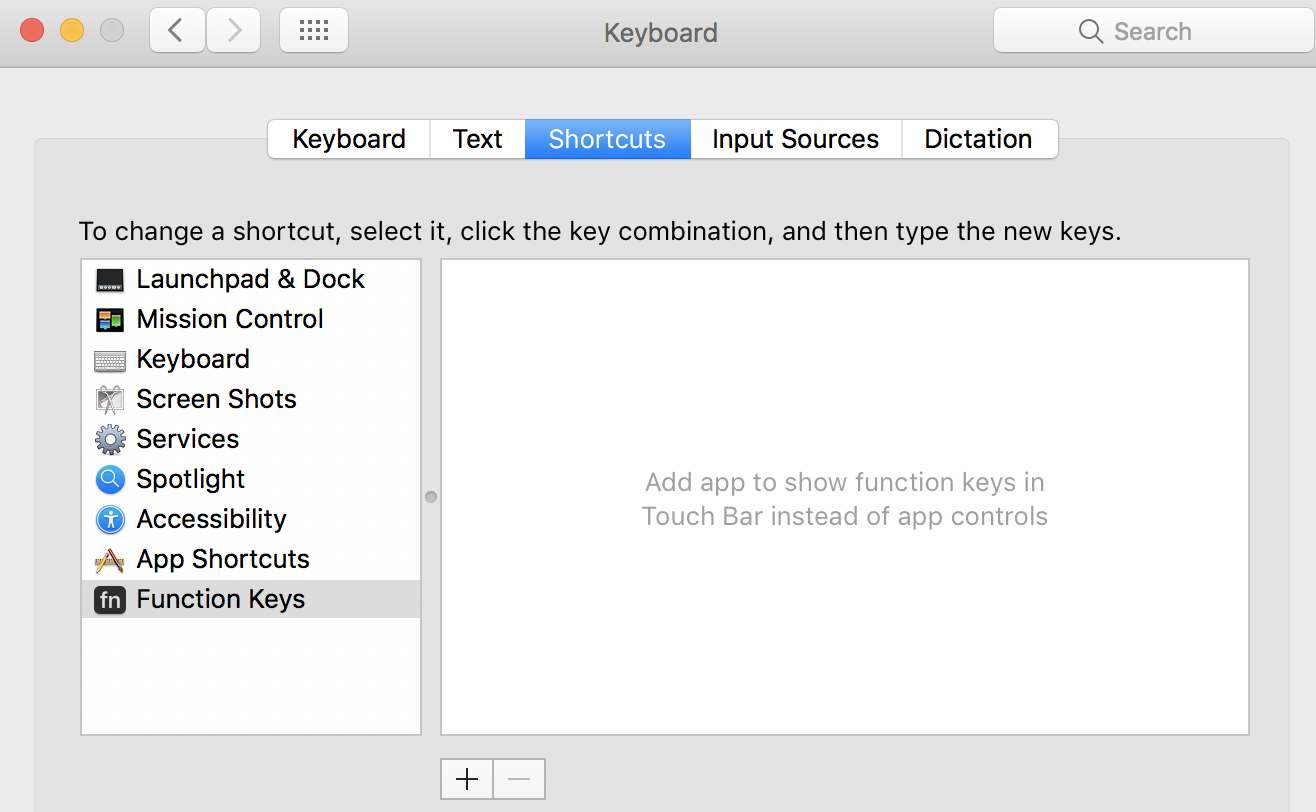 Keyboard
Search
Keyboard Text Shortcuts Input Sources Dictation
To change a shortcut, select it, click the key combination, and then type the new keys.
Launchpad & Dock
Mission Control
Keyboard
Screen Shots
Services
Spotlight
Accessibility
App Shortcuts
fn Function Keys
Add app to show function keys in
Touch Bar instead of app controls